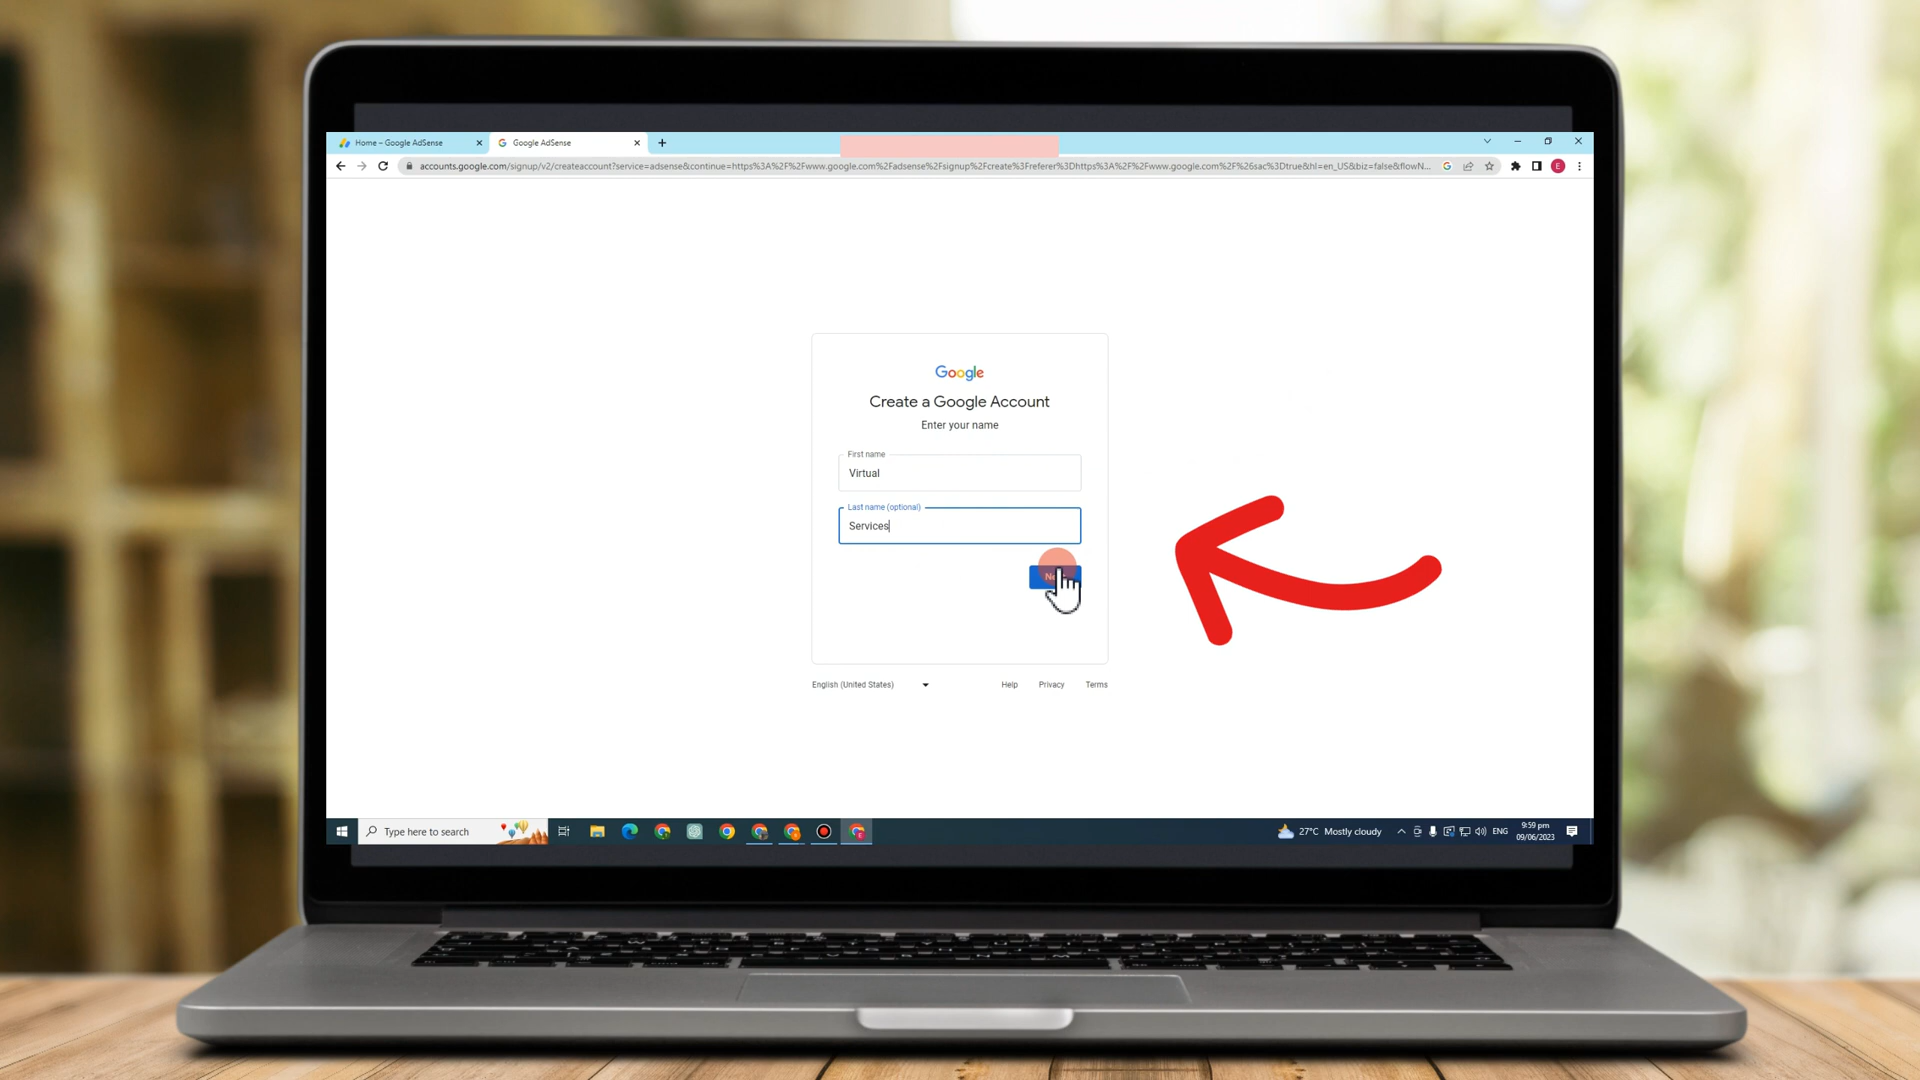 Home – Google AdSense
Google AdSense
accounts.google.com/signup/v2/createaccount?service=adsense&continue=https%3A%2F%2Fwww.google.com%2Fadsense%2Fsignup%2Fcreate%3Freferer%3Dhttps%3A%2F%2Fwww.google.com%2F%26sac%3Dtrue&hl=en_US&biz=false&flowN...
E
Google
Create a Google Account
Enter your name
First name
Virtual
Last name (optional)
Services
English (United States)
Help
Privacy
Terms
Type here to search
27°C Mostly cloudy
ENG
9:59 pm
09/06/2023